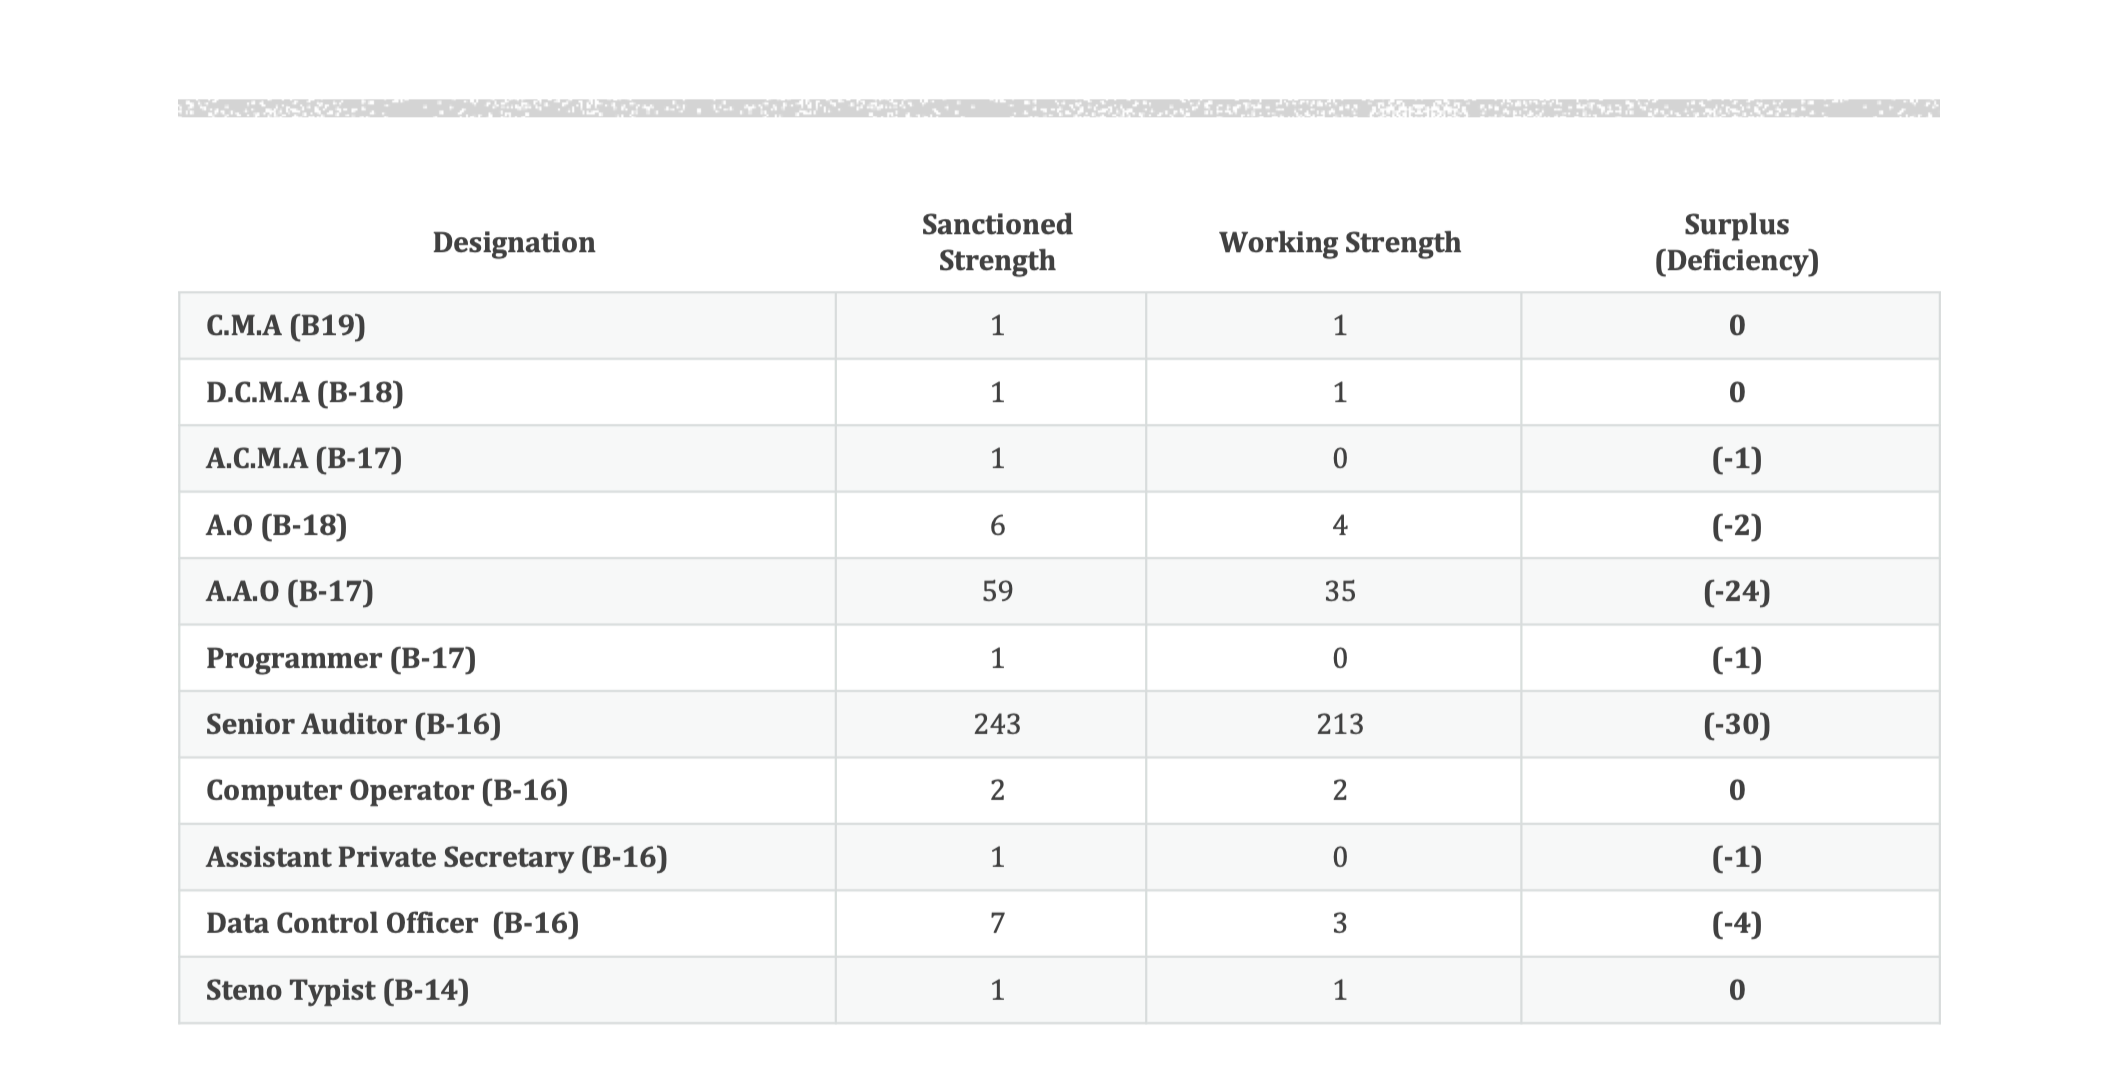 Designation Sanctioned Strength Working Strength Surplus (Deficiency)
C.M.A (B19) 1 1 0
D.C.M.A (B-18) 1 1 0
A.C.M.A (B-17) 1 0 (-1)
A.O (B-18) 6 4 (-2)
A.A.O (B-17) 59 35 (-24)
Programmer (B-17) 1 0 (-1)
Senior Auditor (B-16) 243 213 (-30)
Computer Operator (B-16) 2 2 0
Assistant Private Secretary (B-16) 1 0 (-1)
Data Control Officer (B-16) 7 3 (-4)
Steno Typist (B-14) 1 1 0